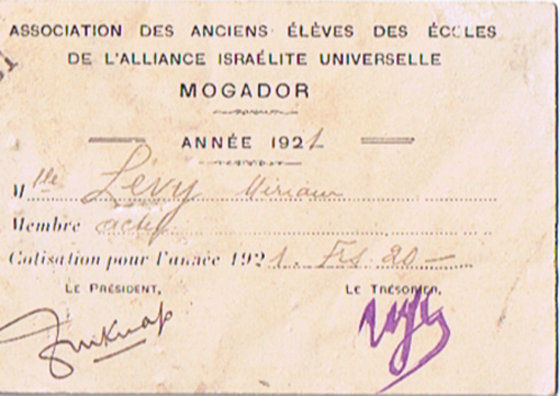 ASSOCIATION DES ANCIENS ÉLÈVES DES ÉCOLES
DE L'ALLIANCE ISRAÉLITE UNIVERSELLE
MOGADOR
ANNÉE 1921
Mlle Lévy Miriam
Membre actif
Cotisation pour l'année 1921. Frs 20 —
LE PRÉSIDENT, LE TRÉSORIER,